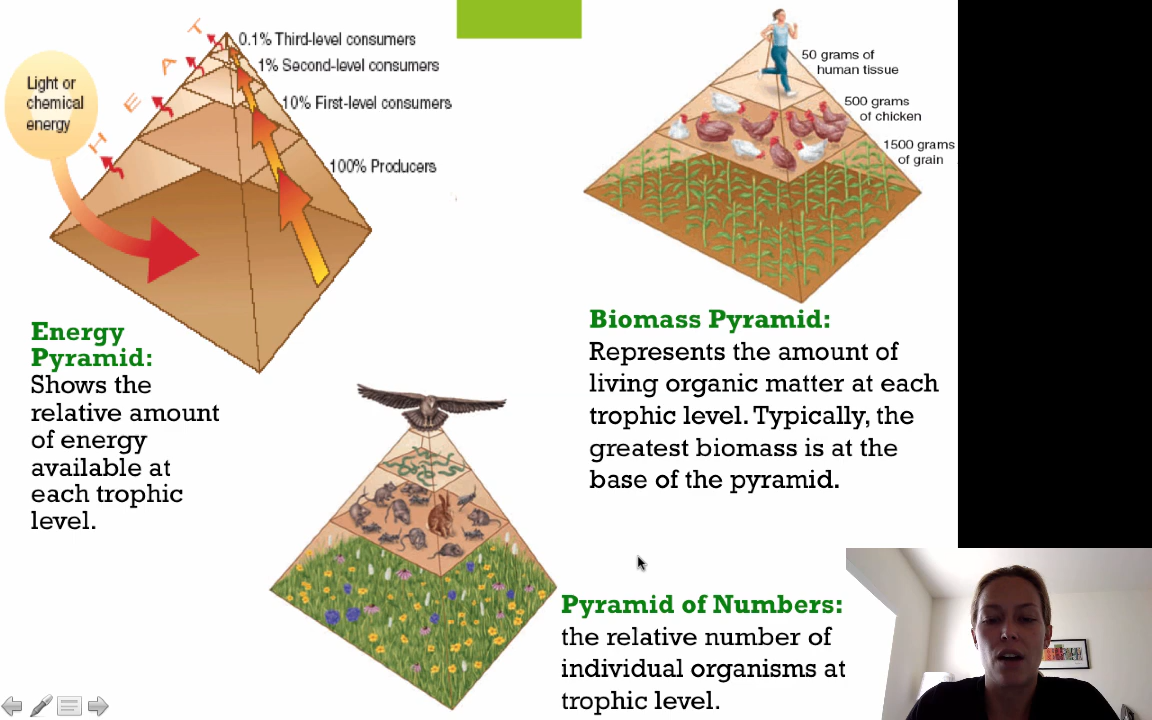 T
A
E
H
Light or
chemical
energy
0.1% Third-level consumers
1% Second-level consumers
10% First-level consumers
100% Producers
50 grams of
human tissue
500 grams
of chicken
1500 grams
of grain
Energy
Pyramid:
Shows the
relative amount
of energy
available at
each trophic
level.
Biomass Pyramid:
Represents the amount of
living organic matter at each
trophic level. Typically, the
greatest biomass is at the
base of the pyramid.
Pyramid of Numbers:
the relative number of
individual organisms at
trophic level.